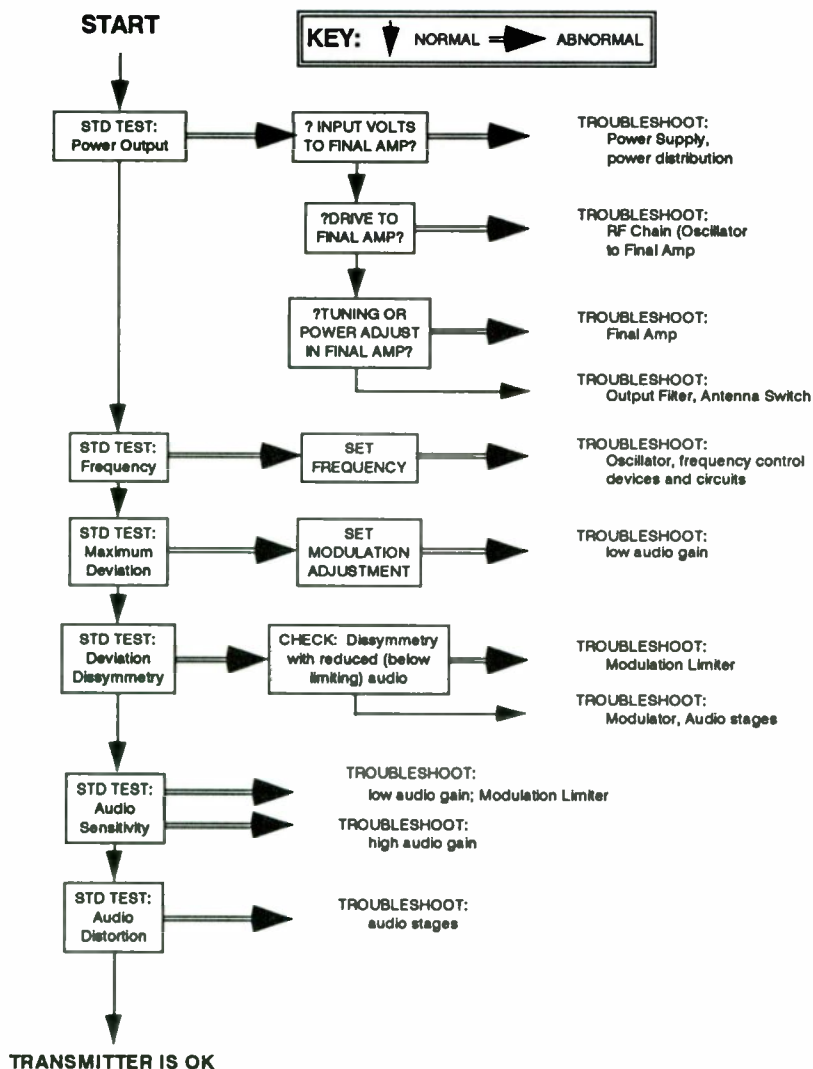 START
KEY: NORMAL ABNORMAL
STD TEST:
Power Output
? INPUT VOLTS
TO FINAL AMP?
TROUBLESHOOT:
Power Supply,
power distribution
?DRIVE TO
FINAL AMP?
TROUBLESHOOT:
RF Chain (Oscillator
to Final Amp
?TUNING OR
POWER ADJUST
IN FINAL AMP?
TROUBLESHOOT:
Final Amp
TROUBLESHOOT:
Output Filter, Antenna Switch
STD TEST:
Frequency
SET
FREQUENCY
TROUBLESHOOT:
Oscillator, frequency control
devices and circuits
STD TEST:
Maximum
Deviation
SET
MODULATION
ADJUSTMENT
TROUBLESHOOT:
low audio gain
STD TEST:
Deviation
Dissymmetry
CHECK: Dissymmetry
with reduced (below
limiting) audio
TROUBLESHOOT:
Modulation Limiter
TROUBLESHOOT:
Modulator, Audio stages
STD TEST:
Audio
Sensitivity
TROUBLESHOOT:
low audio gain; Modulation Limiter
TROUBLESHOOT:
high audio gain
STD TEST:
Audio
Distortion
TROUBLESHOOT:
audio stages
TRANSMITTER IS OK